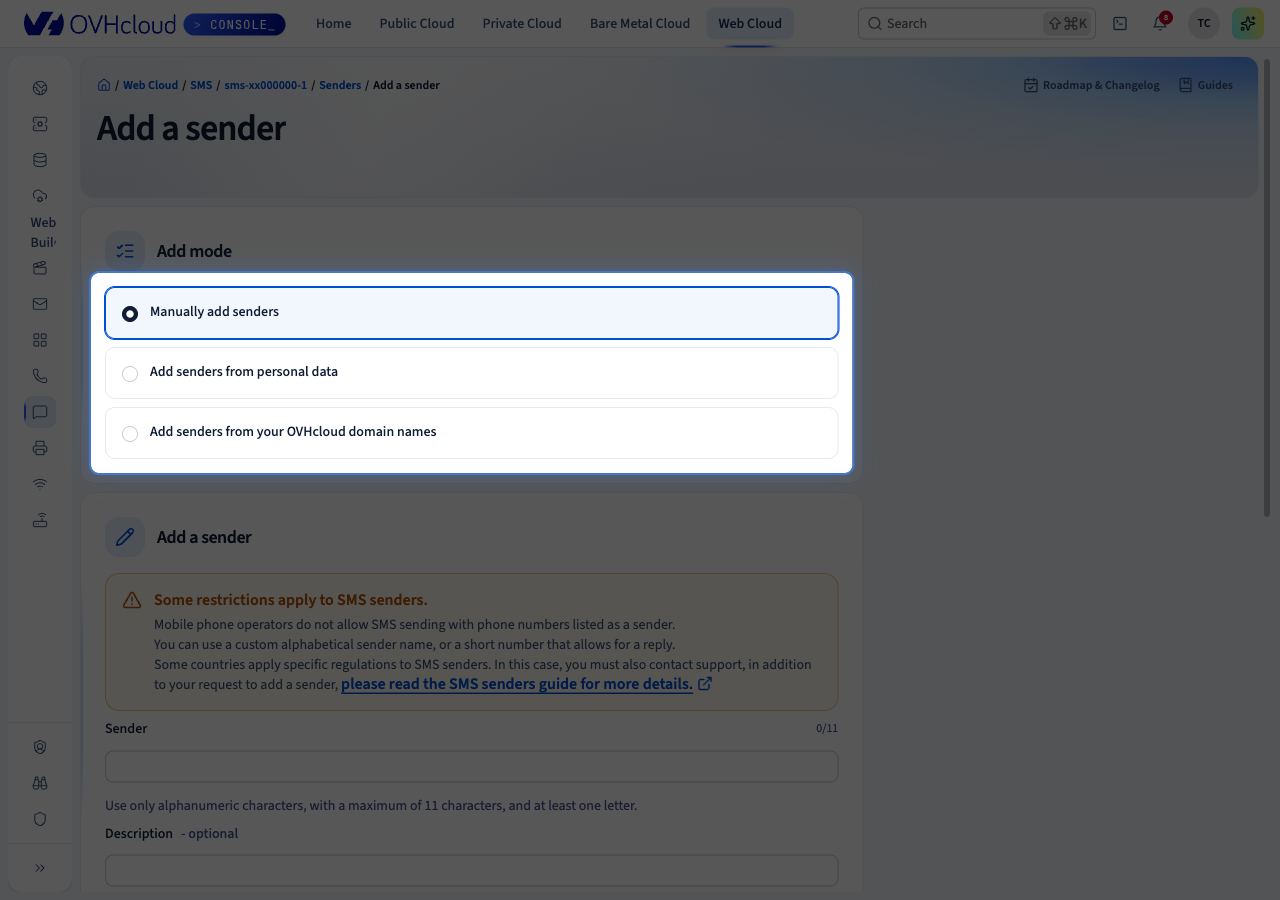 OVHcloud > CONSOLE_ Home Public Cloud Private Cloud Bare Metal Cloud Web Cloud Search ⇧⌘K 8 TC
/ Web Cloud / SMS / sms-xx000000-1 / Senders / Add a sender Roadmap & Changelog Guides
Add a sender
Web
Buil
Add mode
Manually add senders
Add senders from personal data
Add senders from your OVHcloud domain names
Add a sender
Some restrictions apply to SMS senders.
Mobile phone operators do not allow SMS sending with phone numbers listed as a sender.
You can use a custom alphabetical sender name, or a short number that allows for a reply.
Some countries apply specific regulations to SMS senders. In this case, you must also contact support, in addition
to your request to add a sender, please read the SMS senders guide for more details.
Sender 0/11
Use only alphanumeric characters, with a maximum of 11 characters, and at least one letter.
Description - optional